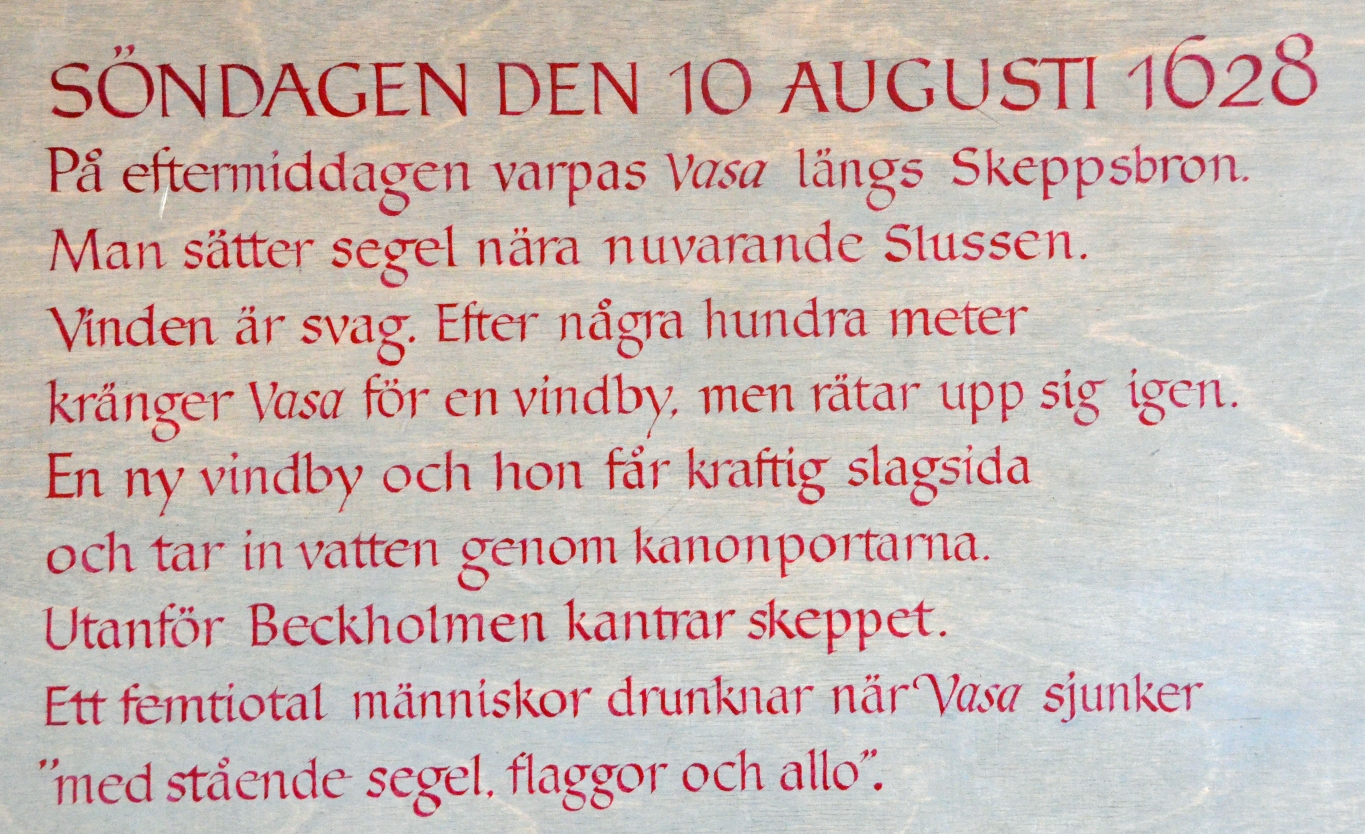 SÖNDAGEN DEN 10 AUGUSTI 1628
På eftermiddagen varpas Vasa längs Skeppsbron.
Man sätter segel nära nuvarande Slussen.
Vinden är svag. Efter några hundra meter
kränger Vasa för en vindby, men rätar upp sig igen.
En ny vindby och hon får kraftig slagsida
och tar in vatten genom kanonportarna.
Utanför Beckholmen kantrar skeppet.
Ett femtiotal människor drunknar när Vasa sjunker
”med stående segel, flaggor och allo”.